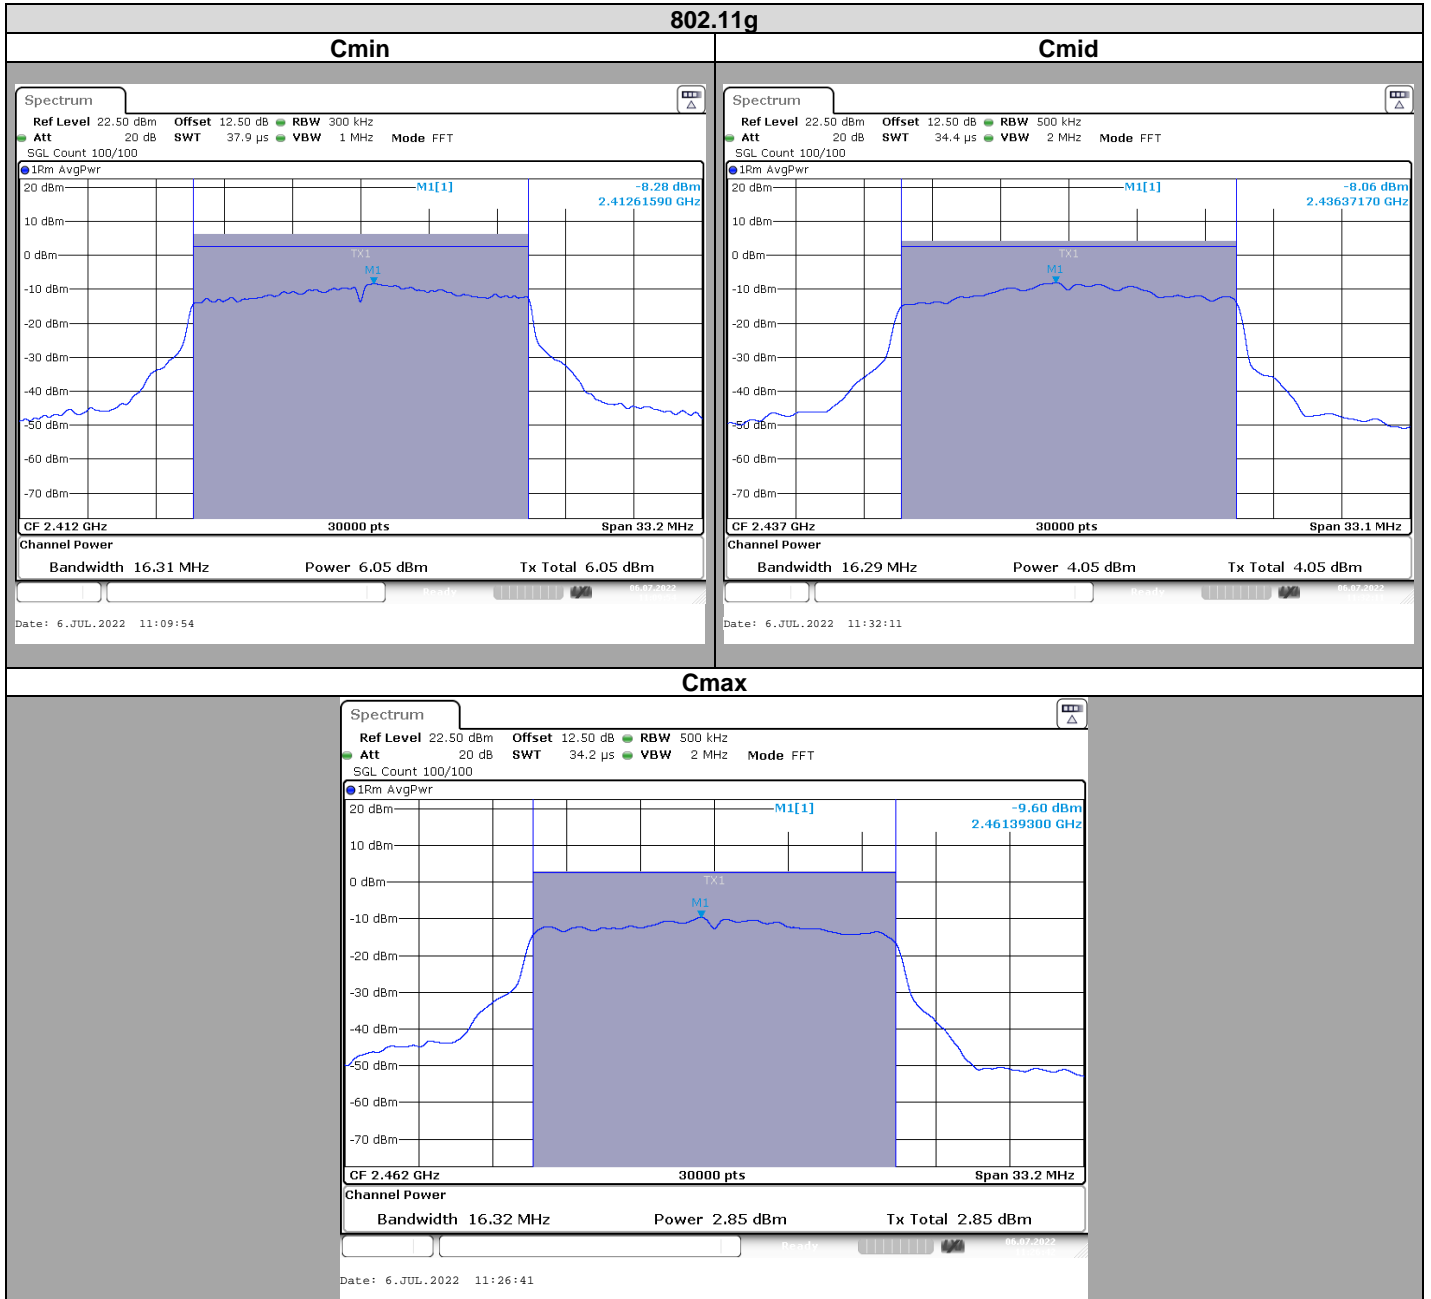 802.11g
Cmin
Cmid
Spectrum
Ref Level 22.50 dBm Offset 12.50 dB RBW 300 kHz
Att 20 dB SWT 37.9 µs VBW 1 MHz Mode FFT
SGL Count 100/100
1Rm AvgPwr
20 dBm
M1[1]
-8.28 dBm
2.41261590 GHz
10 dBm
0 dBm
TX1
M1
-10 dBm
-20 dBm
-30 dBm
-40 dBm
-50 dBm
-60 dBm
-70 dBm
CF 2.412 GHz 30000 pts Span 33.2 MHz
Channel Power
Bandwidth 16.31 MHz Power 6.05 dBm Tx Total 6.05 dBm
Ready 06.07.2022
Date: 6.JUL.2022 11:09:54
Spectrum
Ref Level 22.50 dBm Offset 12.50 dB RBW 500 kHz
Att 20 dB SWT 34.4 µs VBW 2 MHz Mode FFT
SGL Count 100/100
1Rm AvgPwr
20 dBm
M1[1]
-8.06 dBm
2.43637170 GHz
10 dBm
0 dBm
TX1
M1
-10 dBm
-20 dBm
-30 dBm
-40 dBm
-50 dBm
-60 dBm
-70 dBm
CF 2.437 GHz 30000 pts Span 33.1 MHz
Channel Power
Bandwidth 16.29 MHz Power 4.05 dBm Tx Total 4.05 dBm
Ready 06.07.2022
Date: 6.JUL.2022 11:32:11
Cmax
Spectrum
Ref Level 22.50 dBm Offset 12.50 dB RBW 500 kHz
Att 20 dB SWT 34.2 µs VBW 2 MHz Mode FFT
SGL Count 100/100
1Rm AvgPwr
20 dBm
M1[1]
-9.60 dBm
2.46139300 GHz
10 dBm
0 dBm
TX1
M1
-10 dBm
-20 dBm
-30 dBm
-40 dBm
-50 dBm
-60 dBm
-70 dBm
CF 2.462 GHz 30000 pts Span 33.2 MHz
Channel Power
Bandwidth 16.32 MHz Power 2.85 dBm Tx Total 2.85 dBm
Ready 06.07.2022
Date: 6.JUL.2022 11:26:41